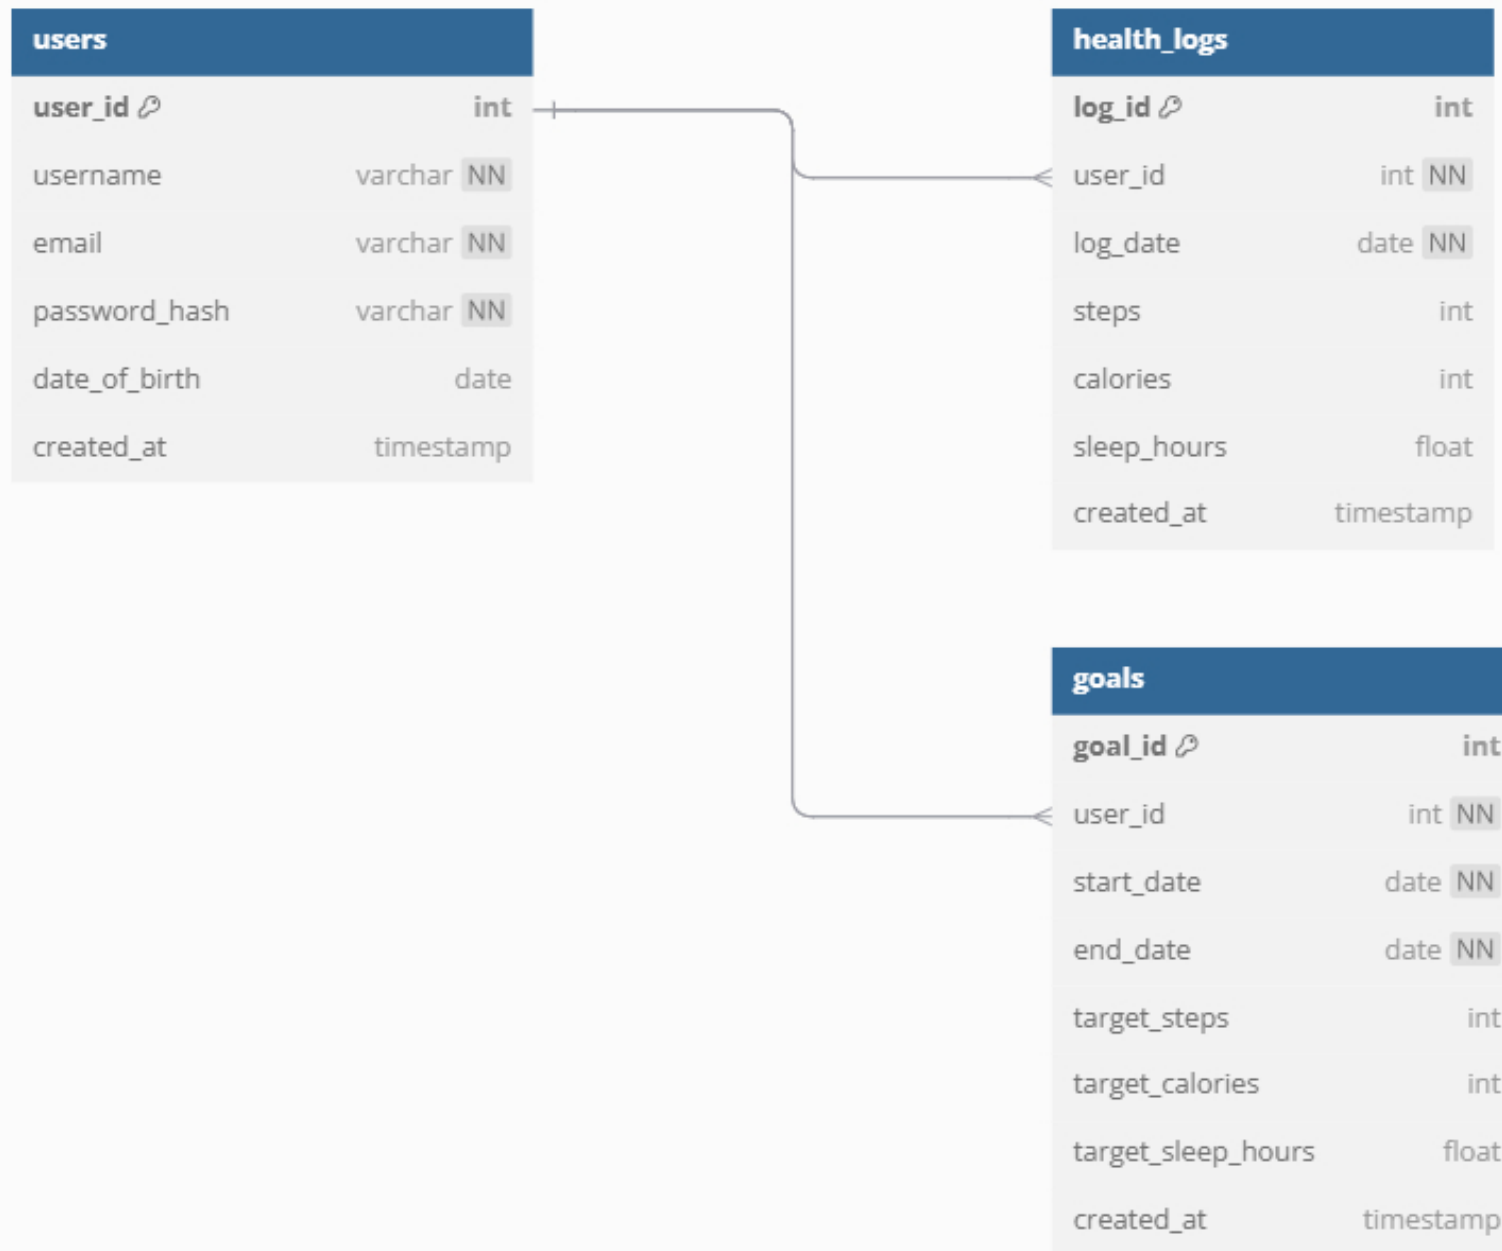 users
user_id int
username varchar NN
email varchar NN
password_hash varchar NN
date_of_birth date
created_at timestamp
health_logs
log_id int
user_id int NN
log_date date NN
steps int
calories int
sleep_hours float
created_at timestamp
goals
goal_id int
user_id int NN
start_date date NN
end_date date NN
target_steps int
target_calories int
target_sleep_hours float
created_at timestamp